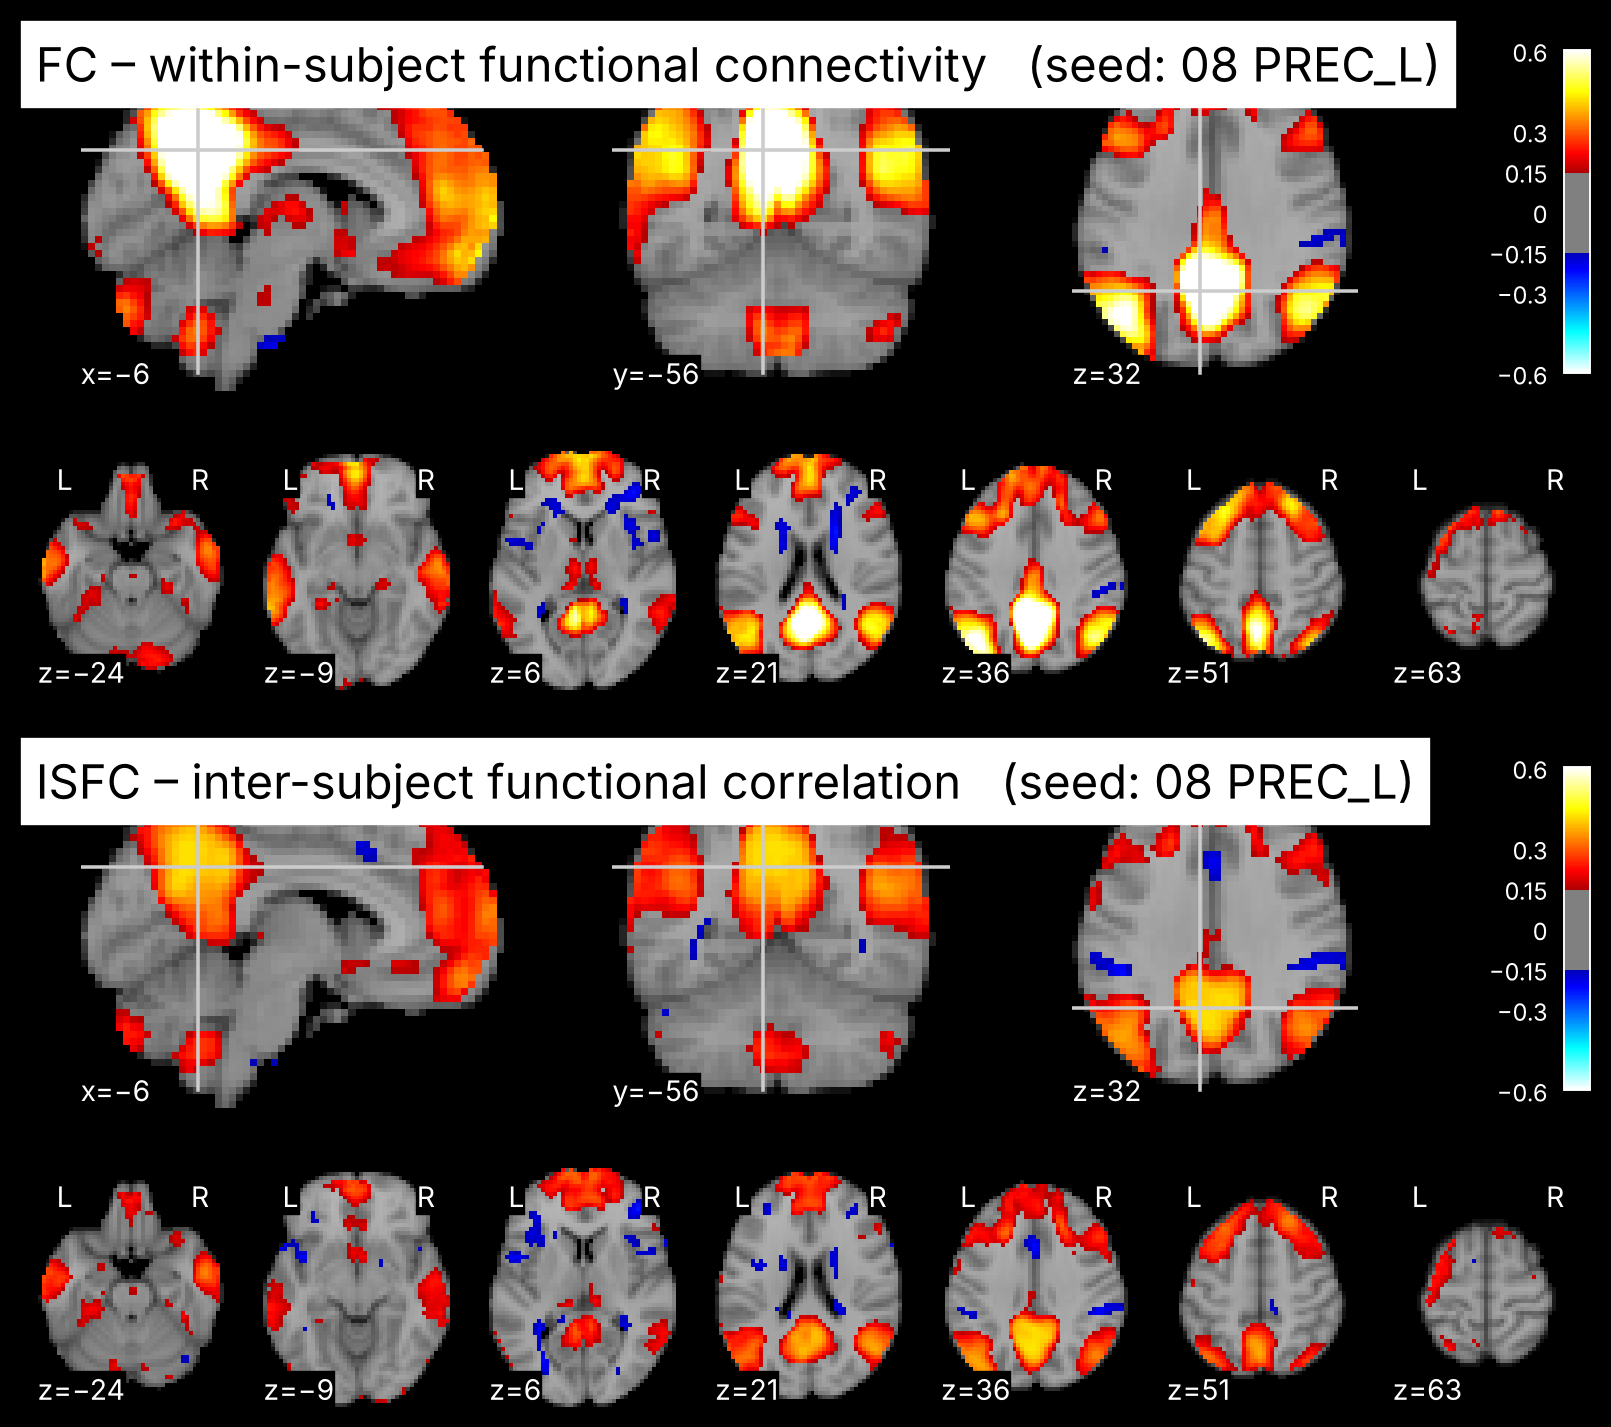 FC – within-subject functional connectivity (seed: 08 PREC_L)
0.6
0.3
0.15
0
−0.15
−0.3
−0.6
x=−6
y=−56
z=32
L R L R L R L R L R L R L R
z=−24 z=−9 z=6 z=21 z=36 z=51 z=63
ISFC – inter-subject functional correlation (seed: 08 PREC_L)
0.6
0.3
0.15
0
−0.15
−0.3
−0.6
x=−6
y=−56
z=32
L R L R L R L R L R L R L R
z=−24 z=−9 z=6 z=21 z=36 z=51 z=63